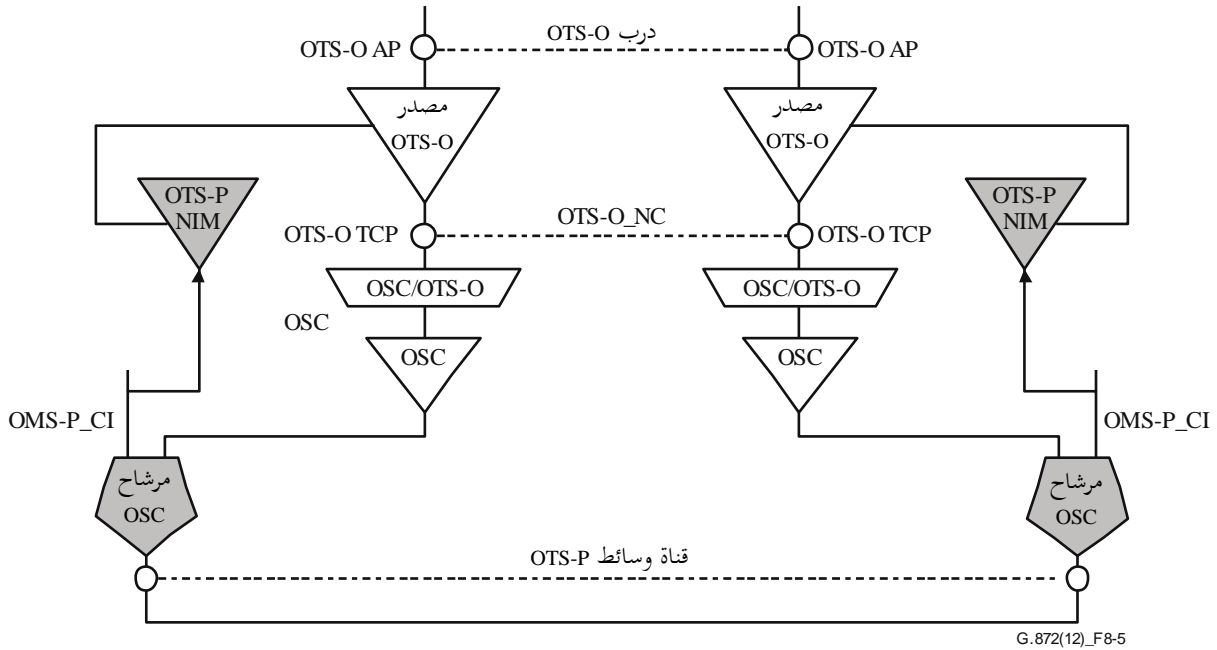 درب OTS-O
OTS-O AP
OTS-O AP
مصدر
OTS-O
مصدر
OTS-O
OTS-P
NIM
OTS-P
NIM
OTS-O_NC
OTS-O TCP
OTS-O TCP
OSC/OTS-O
OSC/OTS-O
OSC
OSC
OSC
OMS-P_CI
OMS-P_CI
مرشاح
OSC
مرشاح
OSC
قناة وسائط OTS-P
G.872(12)_F8-5